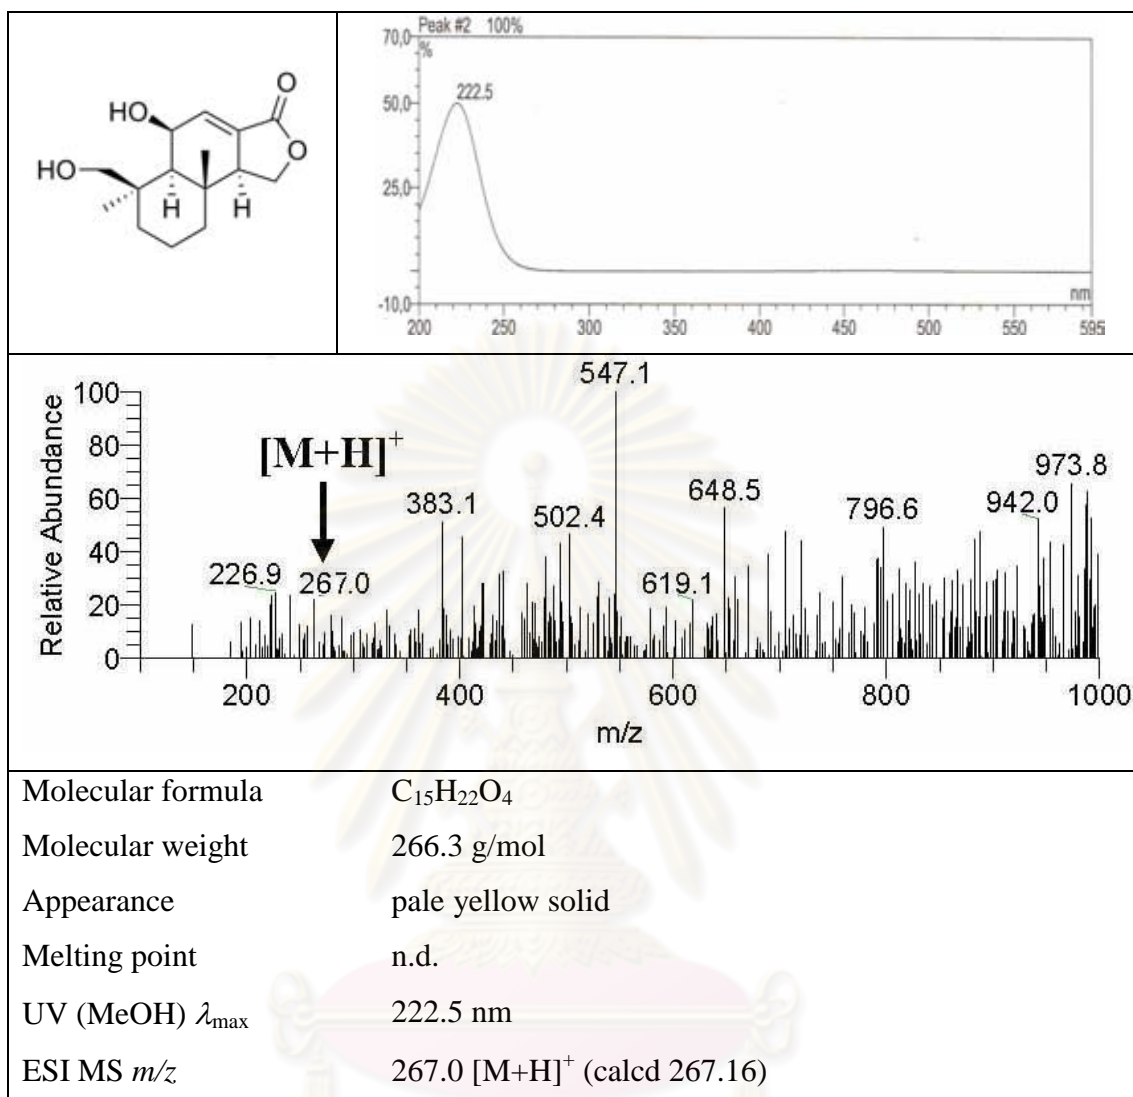 Peak #2 100%
70,0
%
222.5
50,0
25,0
-10,0
nm
200 250 300 350 400 450 500 550 595
O
HO
O
HO
H H
547.1
100
80
60
40
20
0
Relative Abundance
[M+H]⁺
973.8
648.5
383.1
942.0
502.4
796.6
226.9
267.0
619.1
200 400 600 800 1000
m/z
Molecular formula C₁₅H₂₂O₄
Molecular weight 266.3 g/mol
Appearance pale yellow solid
Melting point n.d.
UV (MeOH) λmax 222.5 nm
ESI MS m/z 267.0 [M+H]⁺ (calcd 267.16)